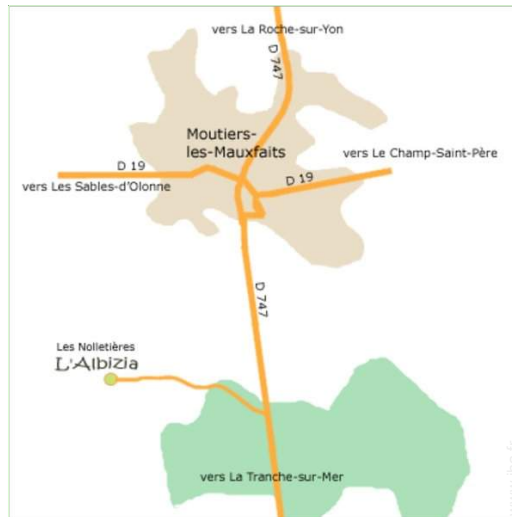 vers La Roche-sur-Yon
D 747
Moutiers-
les-Mauxfaits
vers Le Champ-Saint-Père
D 19
D 19
vers Les Sables-d'Olonne
D 747
Les Nolletières
L'Albizia
vers La Tranche-sur-Mer